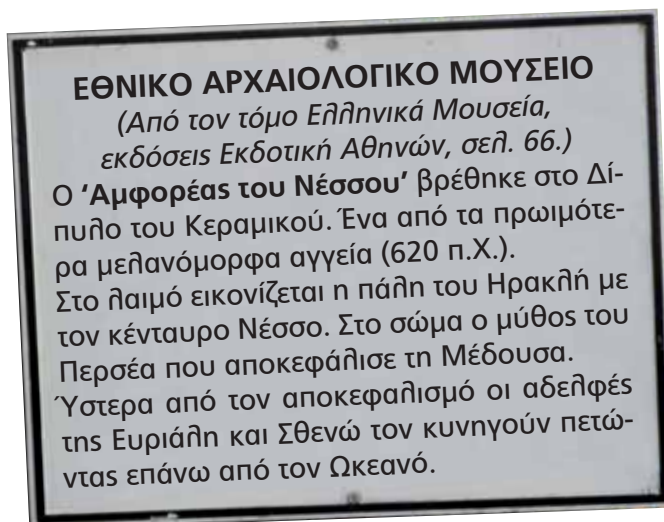 ΕΘΝΙΚΟ ΑΡΧΑΙΟΛΟΓΙΚΟ ΜΟΥΣΕΙΟ
(Από τον τόμο Ελληνικά Μουσεία,
εκδόσεις Εκδοτική Αθηνών, σελ. 66.)
Ο ‘Αμφορέας του Νέσσου’ βρέθηκε στο Δί-
πυλο του Κεραμικού. Ένα από τα πρωιμότε-
ρα μελανόμορφα αγγεία (620 π.Χ.).
Στο λαιμό εικονίζεται η πάλη του Ηρακλή με
τον κένταυρο Νέσσο. Στο σώμα ο μύθος του
Περσέα που αποκεφάλισε τη Μέδουσα.
Ύστερα από τον αποκεφαλισμό οι αδελφές
της Ευριάλη και Σθενώ τον κυνηγούν πετώ-
ντας επάνω από τον Ωκεανό.